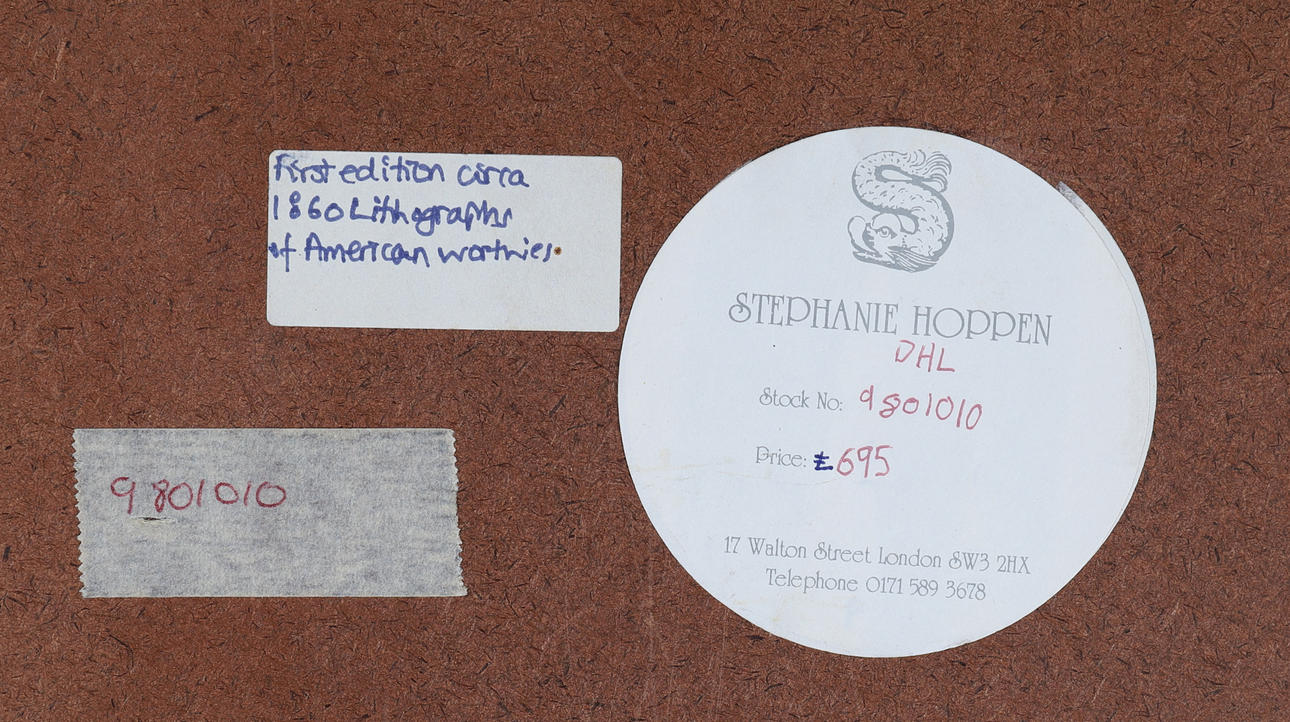 First edition circa
1860 Lithographs
of American worthies.
STEPHANIE HOPPEN
DHL
Stock No: 9801010
Price: £695
17 Walton Street London SW3 2HX
Telephone 0171 589 3678
9801010